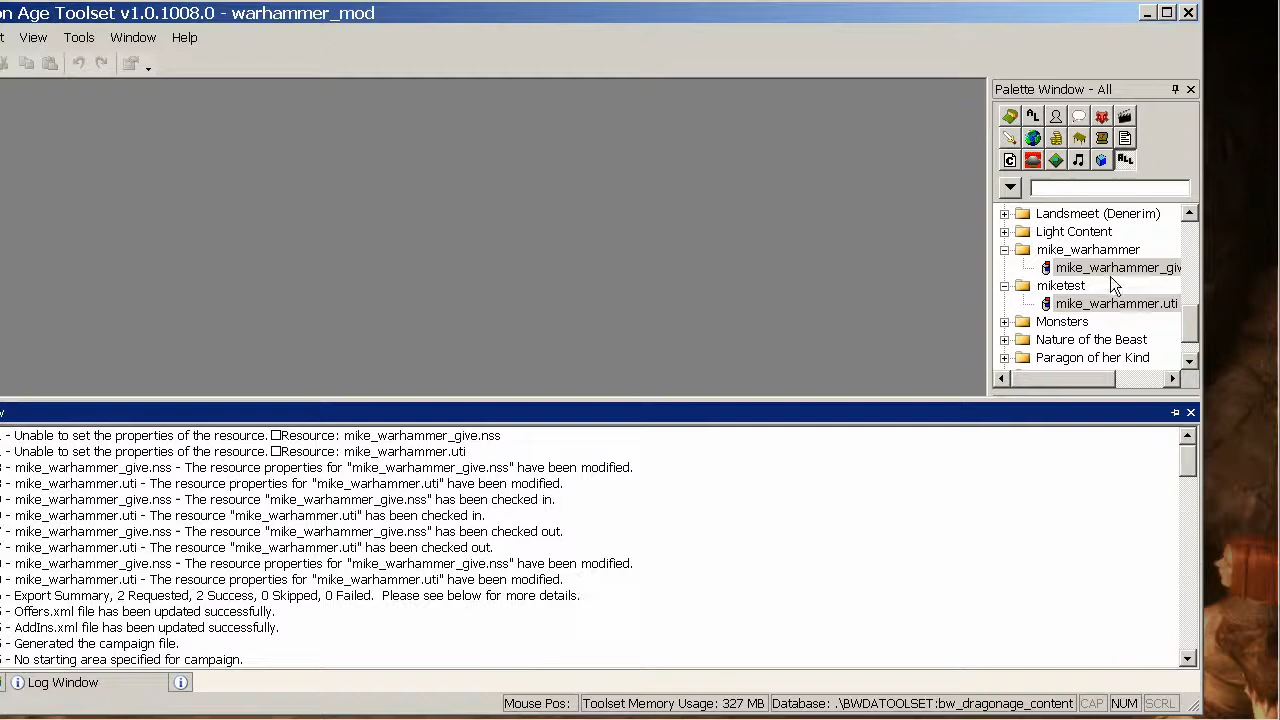 on Age Toolset v1.0.1008.0 - warhammer_mod
t View Tools Window Help
Palette Window - All
AL
C ALL
Landsmeet (Denerim)
Light Content
mike_warhammer
mike_warhammer_giv
miketest
mike_warhammer.uti
Monsters
Nature of the Beast
Paragon of her Kind
w
- Unable to set the properties of the resource. □Resource: mike_warhammer_give.nss
- Unable to set the properties of the resource. □Resource: mike_warhammer.uti
- mike_warhammer_give.nss - The resource properties for "mike_warhammer_give.nss" have been modified.
- mike_warhammer.uti - The resource properties for "mike_warhammer.uti" have been modified.
- mike_warhammer_give.nss - The resource "mike_warhammer_give.nss" has been checked in.
- mike_warhammer.uti - The resource "mike_warhammer.uti" has been checked in.
- mike_warhammer_give.nss - The resource "mike_warhammer_give.nss" has been checked out.
- mike_warhammer.uti - The resource "mike_warhammer.uti" has been checked out.
- mike_warhammer_give.nss - The resource properties for "mike_warhammer_give.nss" have been modified.
- mike_warhammer.uti - The resource properties for "mike_warhammer.uti" have been modified.
- Export Summary, 2 Requested, 2 Success, 0 Skipped, 0 Failed. Please see below for more details.
- Offers.xml file has been updated successfully.
- AddIns.xml file has been updated successfully.
- Generated the campaign file.
- No starting area specified for campaign.
Log Window
Mouse Pos: Toolset Memory Usage: 327 MB Database: .\BWDATOOLSET:bw_dragonage_content CAP NUM SCRL